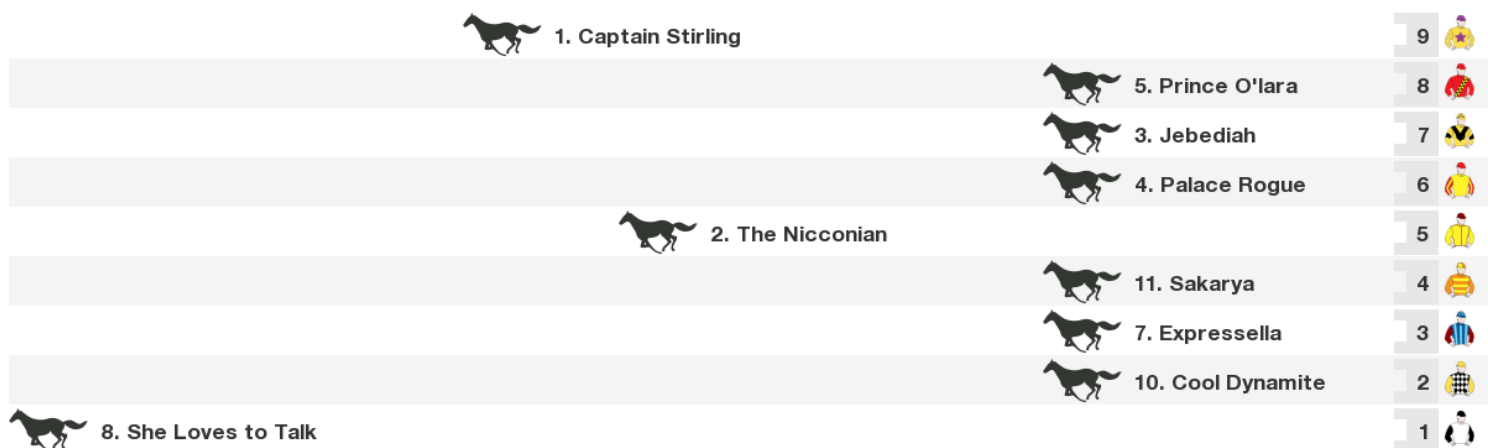 1. Captain Stirling 9
5. Prince O'lara 8
3. Jebediah 7
4. Palace Rogue 6
2. The Nicconian 5
11. Sakarya 4
7. Expressella 3
10. Cool Dynamite 2
8. She Loves to Talk 1